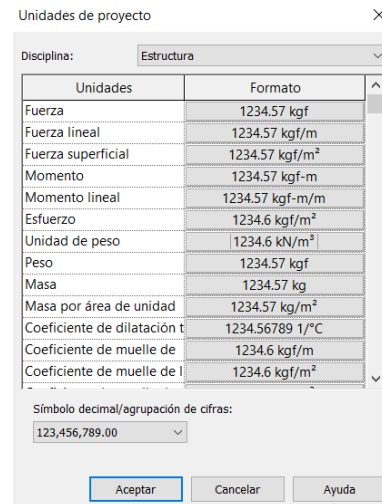 Unidades de proyecto
Disciplina: Estructura
Unidades Formato
Fuerza 1234.57 kgf
Fuerza lineal 1234.57 kgf/m
Fuerza superficial 1234.57 kgf/m²
Momento 1234.57 kgf-m
Momento lineal 1234.57 kgf-m/m
Esfuerzo 1234.6 kgf/m²
Unidad de peso 1234.6 kN/m³
Peso 1234.57 kgf
Masa 1234.57 kg
Masa por área de unidad 1234.57 kg/m²
Coeficiente de dilatación t 1234.56789 1/°C
Coeficiente de muelle de 1234.6 kgf/m
Coeficiente de muelle de l 1234.6 kgf/m²
Símbolo decimal/agrupación de cifras:
123,456,789.00
Aceptar Cancelar Ayuda